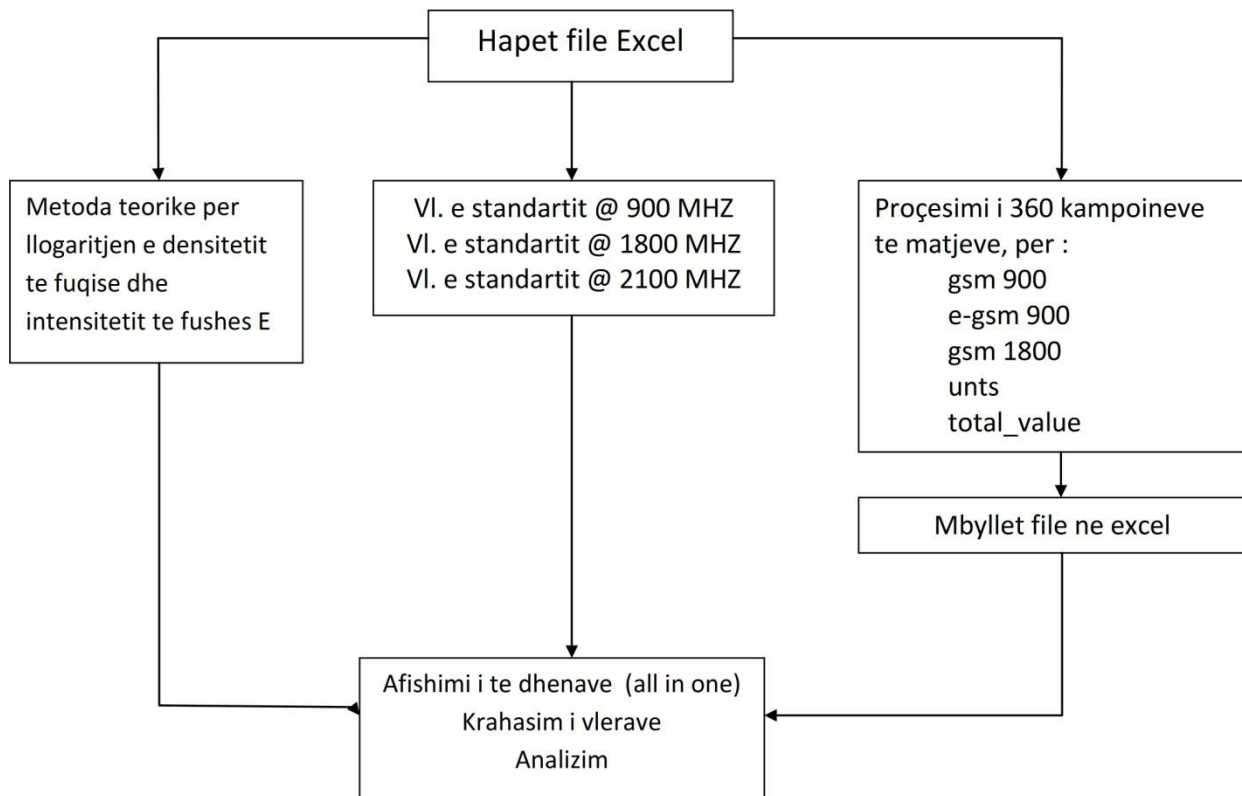 Hapet file Excel
Metoda teorike per
llogaritjen e densitetit
te fuqise dhe
intensitetit te fushes E
Vl. e standartit @ 900 MHZ
Vl. e standartit @ 1800 MHZ
Vl. e standartit @ 2100 MHZ
Proçesimi i 360 kampoineve
te matjeve, per :
gsm 900
e-gsm 900
gsm 1800
unts
total_value
Mbyllet file ne excel
Afishimi i te dhenave (all in one)
Krahasim i vlerave
Analizim